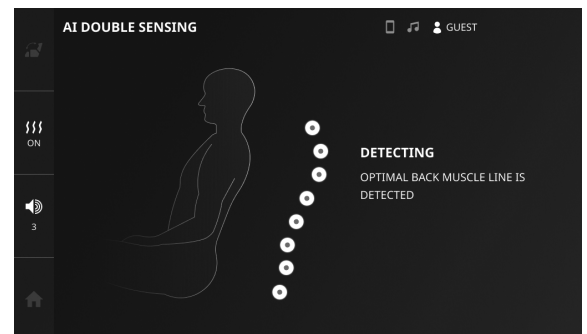 AI DOUBLE SENSING
GUEST
ON
3
DETECTING
OPTIMAL BACK MUSCLE LINE IS
DETECTED